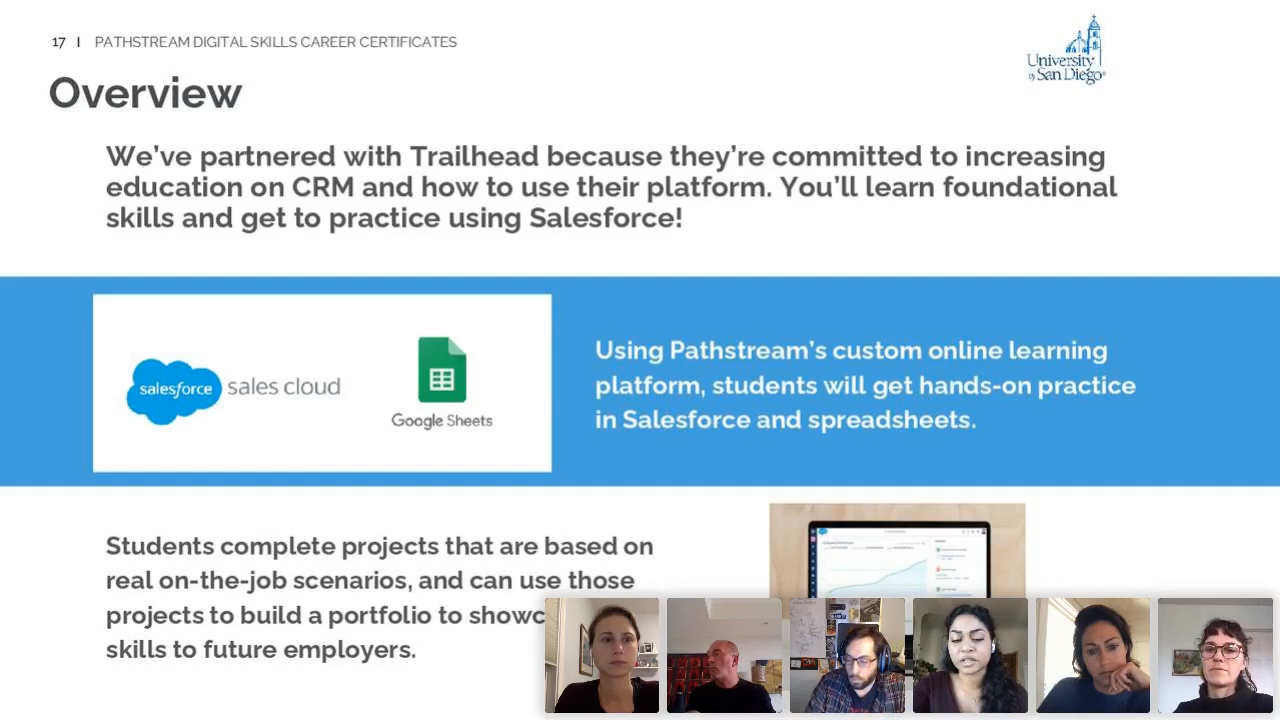 17 I PATHSTREAM DIGITAL SKILLS CAREER CERTIFICATES
University
of San Diego
Overview
We’ve partnered with Trailhead because they’re committed to increasing
education on CRM and how to use their platform. You’ll learn foundational
skills and get to practice using Salesforce!
salesforce sales cloud
Google Sheets
Using Pathstream’s custom online learning
platform, students will get hands-on practice
in Salesforce and spreadsheets.
Students complete projects that are based on
real on-the-job scenarios, and can use those
projects to build a portfolio to showc
skills to future employers.